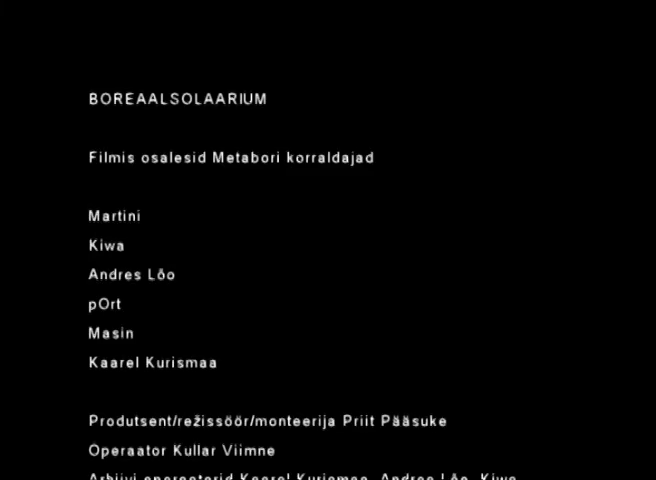 BOREAALSOLAARIUM
Filmis osalesid Metabori korraldajad
Martini
Kiwa
Andres Lõo
pOrt
Masin
Kaarel Kurismaa
Produtsent/režissöör/monteerija Priit Pääsuke
Operaator Kullar Viimne
Arhiivi operaatorid Kaarel Kurismaa, Andres Lõo, Kiwa